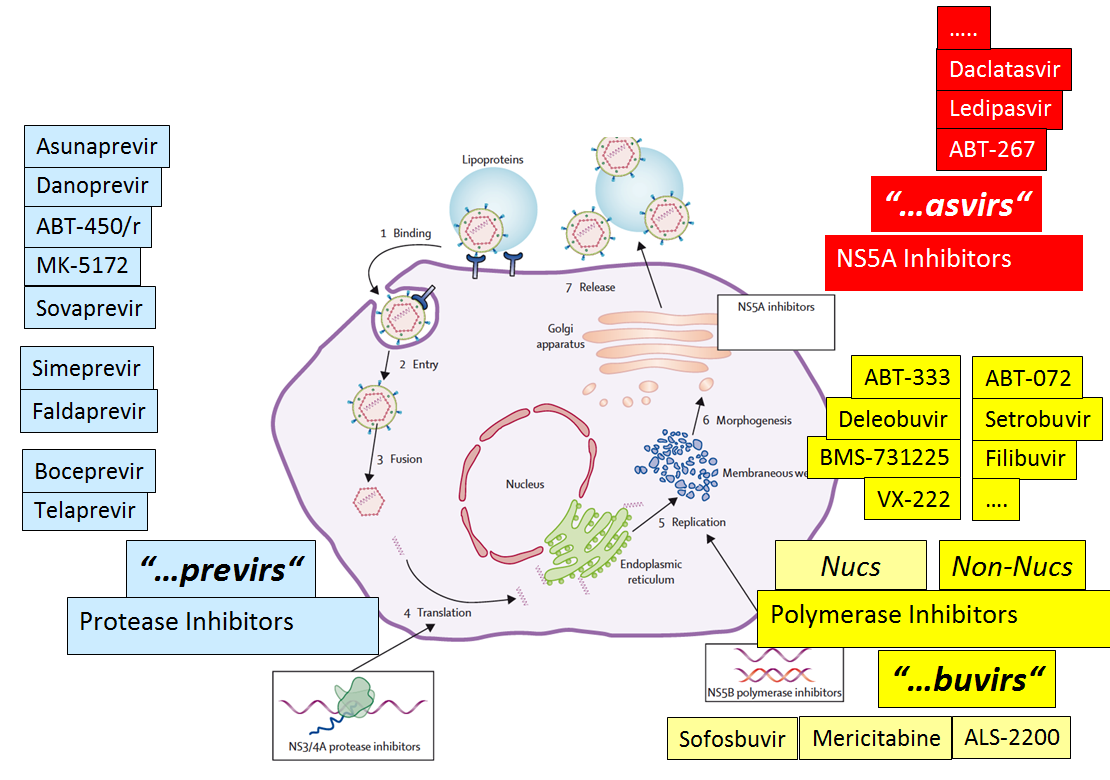 …..
Daclatasvir
Ledipasvir
ABT-267
“…asvirs“
NS5A Inhibitors
Asunaprevir
Danoprevir
ABT-450/r
MK-5172
Sovaprevir
Simeprevir
Faldaprevir
Boceprevir
Telaprevir
“…previrs“
Protease Inhibitors
Lipoproteins
1 Binding
2 Entry
3 Fusion
4 Translation
Nucleus
Endoplasmic
reticulum
5 Replication
Membraneous we
6 Morphogenesis
Golgi
apparatus
7 Release
NS5A inhibitors
NS3/4A protease inhibitors
NS5B polymerase inhibitors
ABT-333
Deleobuvir
BMS-731225
VX-222
ABT-072
Setrobuvir
Filibuvir
….
Nucs
Non-Nucs
Polymerase Inhibitors
“…buvirs“
Sofosbuvir
Mericitabine
ALS-2200